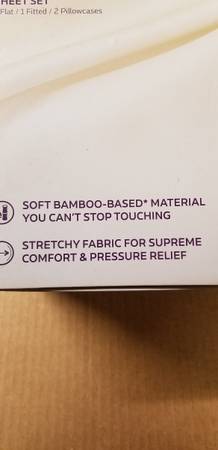 HEET SET
Flat / 1 Fitted / 2 Pillowcases
SOFT BAMBOO-BASED* MATERIAL
YOU CAN'T STOP TOUCHING
STRETCHY FABRIC FOR SUPREME
COMFORT & PRESSURE RELIEF